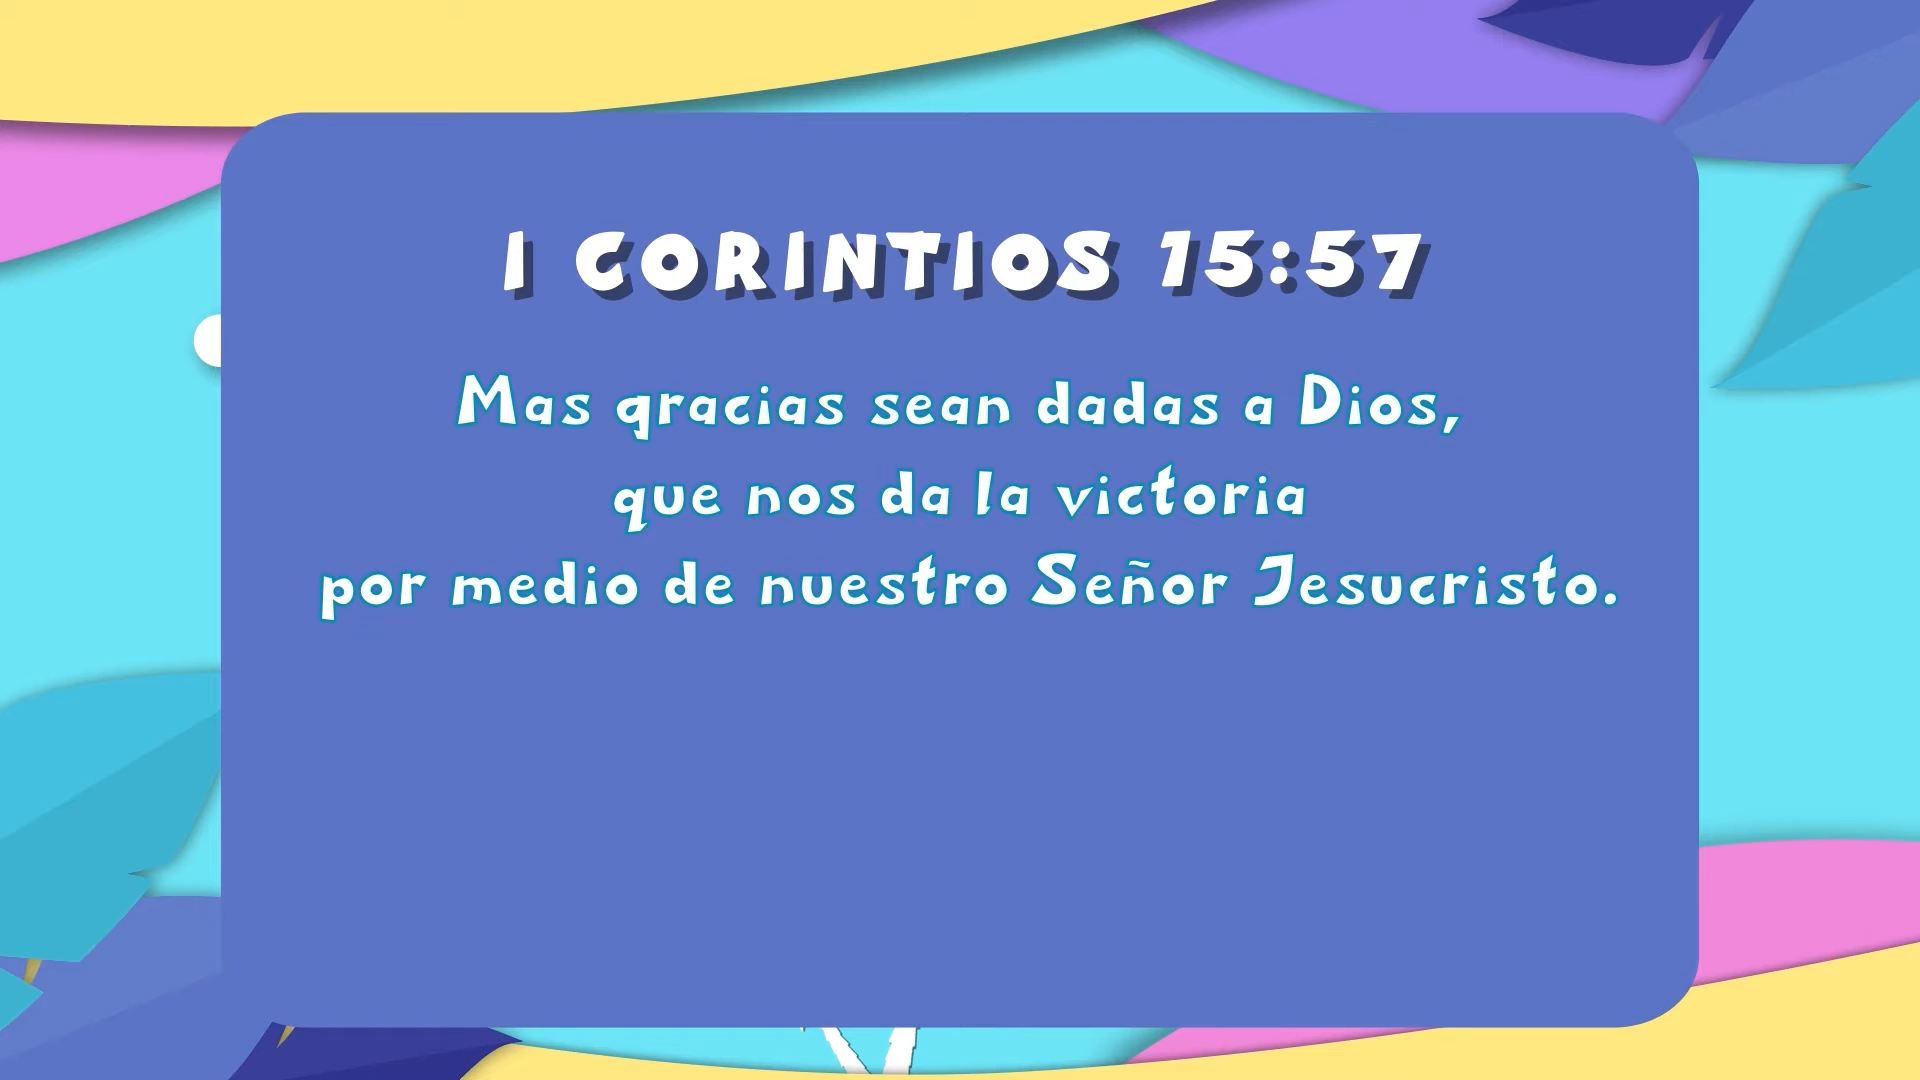 1 CORINTIOS 15:57
Mas gracias sean dadas a Dios,
que nos da la victoria
por medio de nuestro Señor Jesucristo.